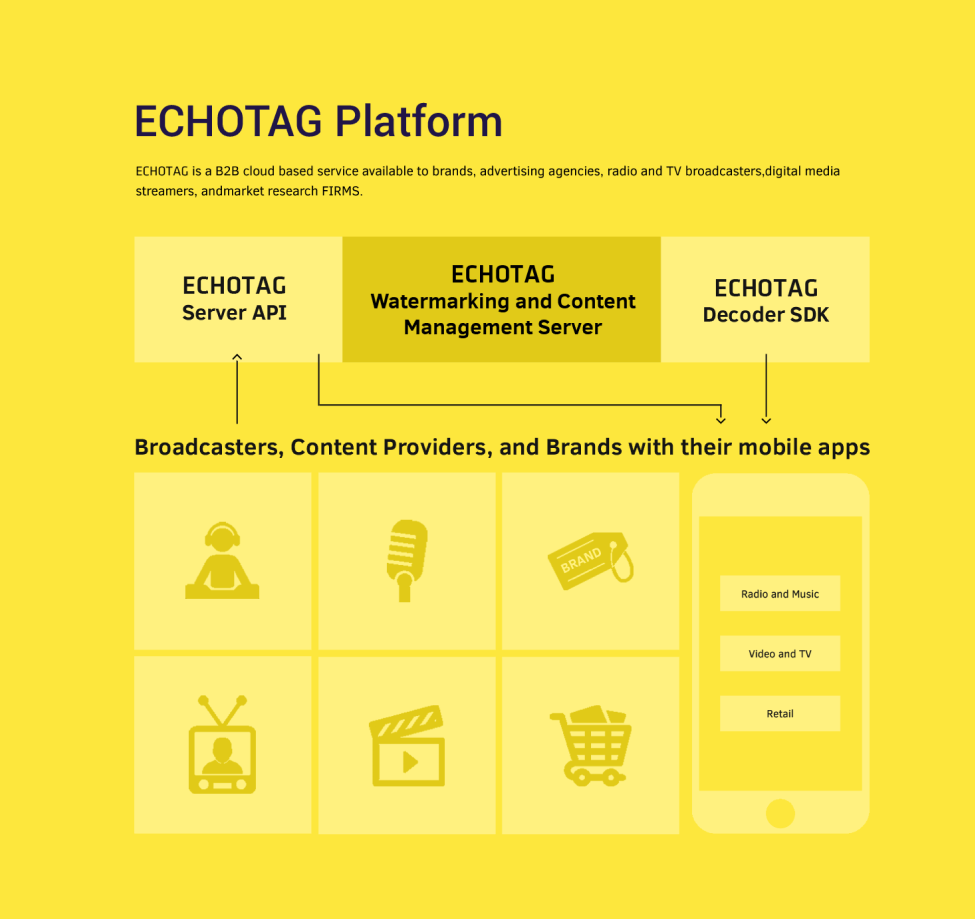 ECHOTAG Platform
ECHOTAG is a B2B cloud based service available to brands, advertising agencies, radio and TV broadcasters,digital media
streamers, andmarket research FIRMS.
ECHOTAG
Server API
ECHOTAG
Watermarking and Content
Management Server
ECHOTAG
Decoder SDK
Broadcasters, Content Providers, and Brands with their mobile apps
BRAND
Radio and Music
Video and TV
Retail